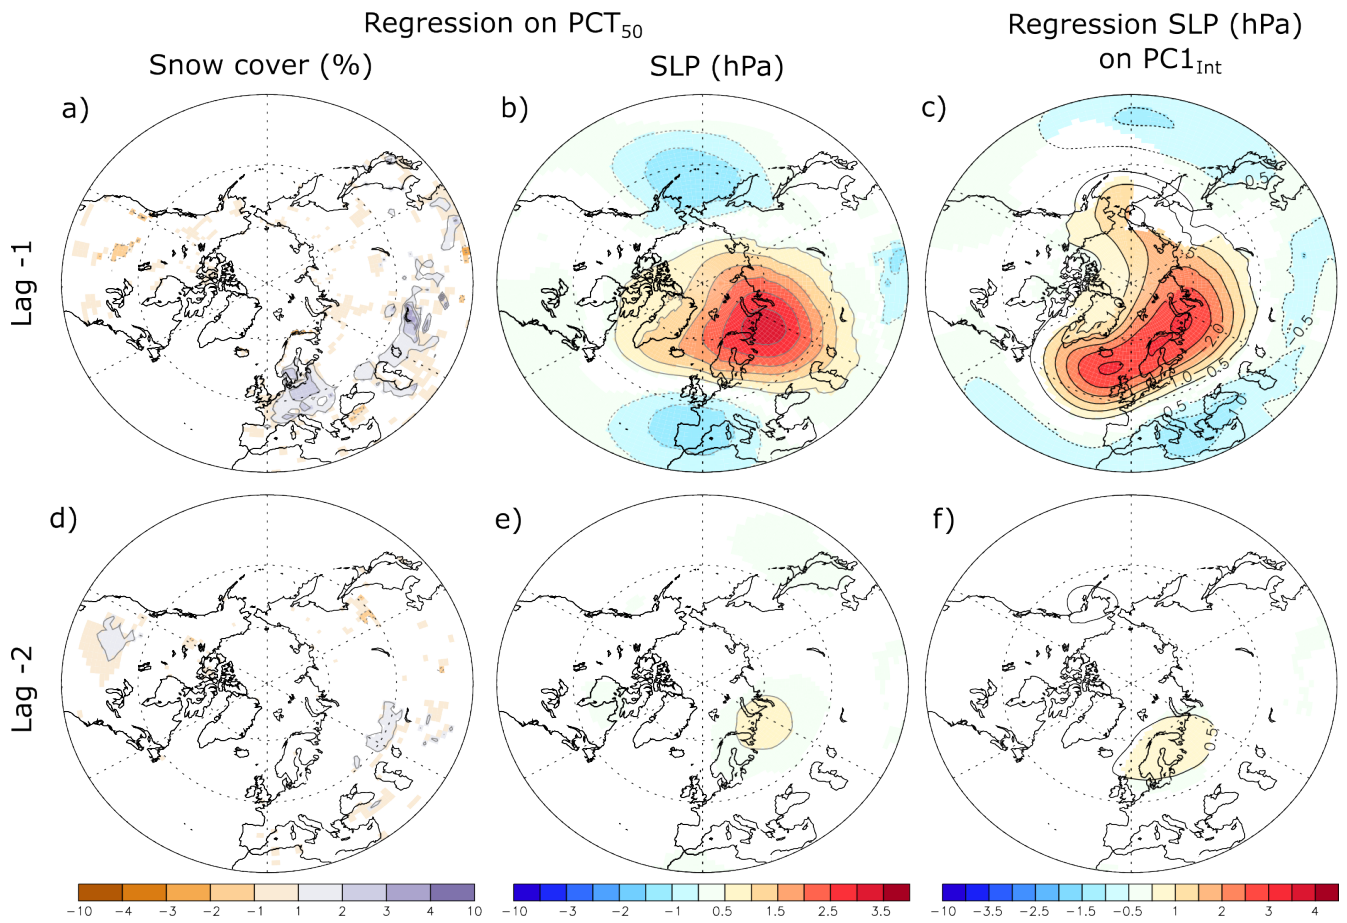 Regression on PCT50
Regression SLP (hPa)
on PC1Int
Snow cover (%)
SLP (hPa)
a)
b)
c)
Lag -1
0.5
0.5
2.0
1.0
0.5
0.5
0.5
d)
e)
f)
Lag -2
0.5
-10 -4 -3 -2 -1 1 2 3 4 10
-10 -3 -2 -1 0.5 1.5 2.5 3.5
-10 -3.5 -2.5 -1.5 -0.5 1 2 3 4